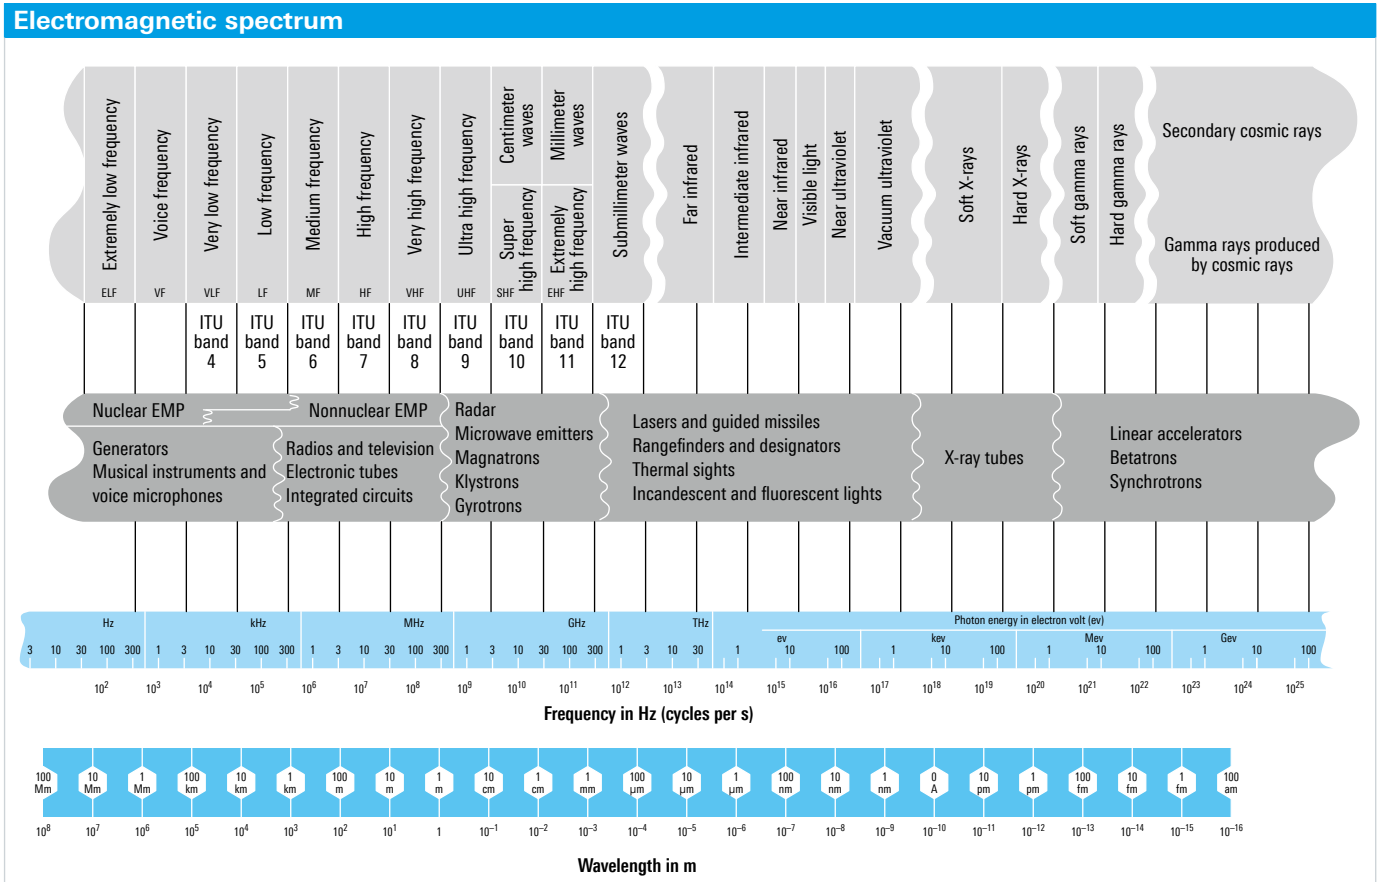 Electromagnetic spectrum
Extremely low frequency
ELF
Voice frequency
VF
Very low frequency
VLF
Low frequency
LF
Medium frequency
MF
High frequency
HF
Very high frequency
VHF
Ultra high frequency
UHF
Centimeter
waves
Super
high frequency
SHF
Millimeter
waves
Extremely
high frequency
EHF
Submillimeter waves
Far infrared
Intermediate infrared
Near infrared
Visible light
Near ultraviolet
Vacuum ultraviolet
Soft X-rays
Hard X-rays
Soft gamma rays
Hard gamma rays
Secondary cosmic rays
Gamma rays produced
by cosmic rays
ITU
band
4
ITU
band
5
ITU
band
6
ITU
band
7
ITU
band
8
ITU
band
9
ITU
band
10
ITU
band
11
ITU
band
12
Nuclear EMP
Nonnuclear EMP
Generators
Musical instruments and
voice microphones
Radios and television
Electronic tubes
Integrated circuits
Radar
Microwave emitters
Magnatrons
Klystrons
Gyrotrons
Lasers and guided missiles
Rangefinders and designators
Thermal sights
Incandescent and fluorescent lights
X-ray tubes
Linear accelerators
Betatrons
Synchrotrons
Hz kHz MHz GHz THz Photon energy in electron volt (ev)
ev kev Mev Gev
3 10 30 100 300 1 3 10 30 100 300 1 3 10 30 100 300 1 3 10 30 100 300 1 3 10 30 1 10 100 1 10 100 1 10 100 1 10 100
10² 10³ 10⁴ 10⁵ 10⁶ 10⁷ 10⁸ 10⁹ 10¹⁰ 10¹¹ 10¹² 10¹³ 10¹⁴ 10¹⁵ 10¹⁶ 10¹⁷ 10¹⁸ 10¹⁹ 10²⁰ 10²¹ 10²² 10²³ 10²⁴ 10²⁵
Frequency in Hz (cycles per s)
100
Mm
10
Mm
1
Mm
100
km
10
km
1
km
100
m
10
m
1
m
10
cm
1
cm
1
mm
100
µm
10
µm
1
µm
100
nm
10
nm
1
nm
0
A
10
pm
1
pm
100
fm
10
fm
1
fm
100
am
10⁸ 10⁷ 10⁶ 10⁵ 10⁴ 10³ 10² 10¹ 1 10⁻¹ 10⁻² 10⁻³ 10⁻⁴ 10⁻⁵ 10⁻⁶ 10⁻⁷ 10⁻⁸ 10⁻⁹ 10⁻¹⁰ 10⁻¹¹ 10⁻¹² 10⁻¹³ 10⁻¹⁴ 10⁻¹⁵ 10⁻¹⁶
Wavelength in m